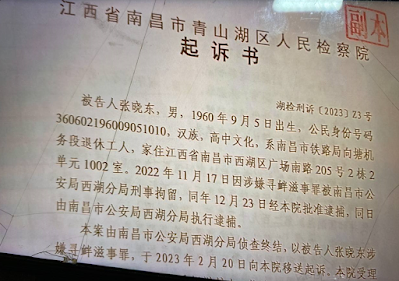 江西省南昌市青山湖区人民检察院
副本
起诉书
湖检刑诉〔2023〕Z3号
被告人张晓东，男，1960年9月5日出生，公民身份号码
360602196009051010，汉族，高中文化，系南昌市铁路局向塘机
务段退休工人，家住江西省南昌市西湖区广场南路205号2栋2
单元1002室。2022年11月17日因涉嫌寻衅滋事罪被南昌市公
安局西湖分局刑事拘留，同年12月23日经本院批准逮捕，同日
由南昌市公安局西湖分局执行逮捕。
本案由南昌市公安局西湖分局侦查终结，以被告人张晓东涉
嫌寻衅滋事罪，于2023年2月20日向本院移送起诉。本院受理